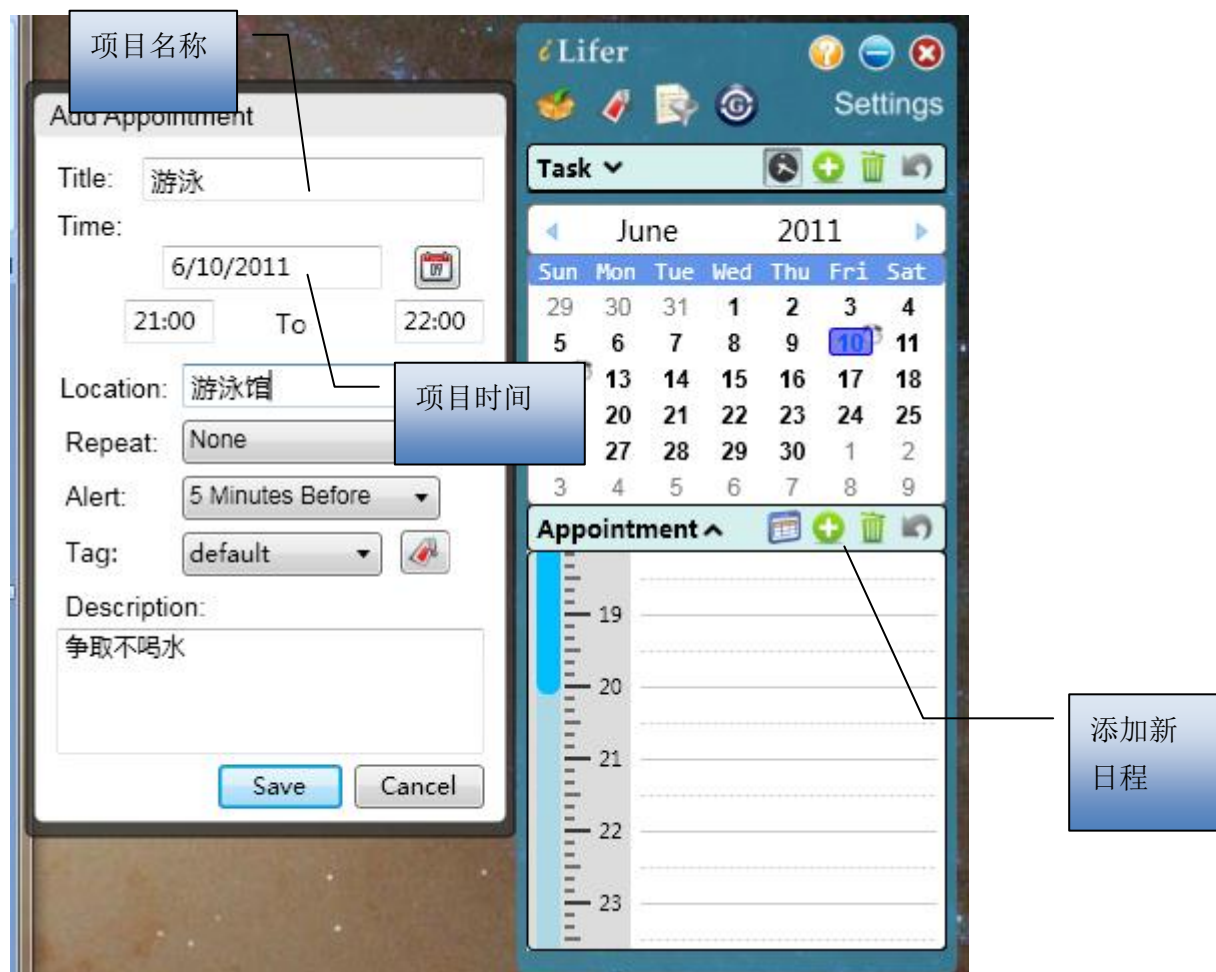 项目名称
Add Appointment
Title: 游泳
Time:
6/10/2011
21:00 To 22:00
Location: 游泳馆
项目时间
Repeat: None
Alert: 5 Minutes Before
Tag: default
Description:
争取不喝水
Save Cancel
iLifer
Settings
Task
June 2011
Sun Mon Tue Wed Thu Fri Sat
29 30 31 1 2 3 4
5 6 7 8 9 10 11
13 14 15 16 17 18
20 21 22 23 24 25
27 28 29 30 1 2
3 4 5 6 7 8 9
Appointment
19
20
21
22
23
添加新
日程